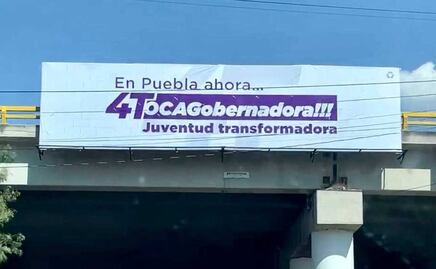 En Puebla ahora...
4TOCAGobernadora!!!
Juventud transformadora